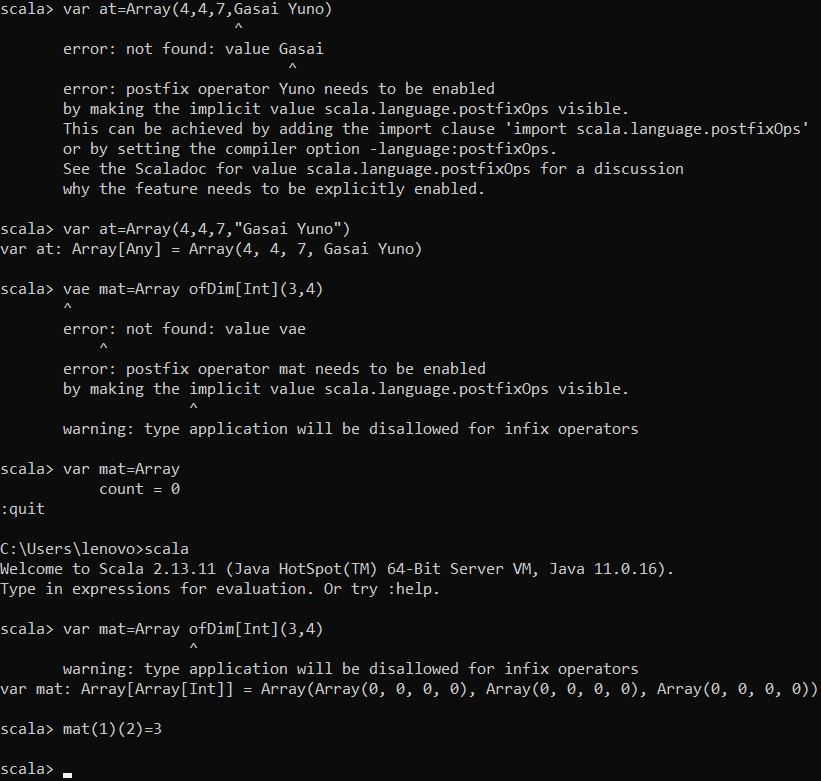 scala> var at=Array(4,4,7,Gasai Yuno)
^
error: not found: value Gasai
^
error: postfix operator Yuno needs to be enabled
by making the implicit value scala.language.postfixOps visible.
This can be achieved by adding the import clause 'import scala.language.postfixOps'
or by setting the compiler option -language:postfixOps.
See the Scaladoc for value scala.language.postfixOps for a discussion
why the feature needs to be explicitly enabled.
scala> var at=Array(4,4,7,"Gasai Yuno")
var at: Array[Any] = Array(4, 4, 7, Gasai Yuno)
scala> vae mat=Array ofDim[Int](3,4)
^
error: not found: value vae
^
error: postfix operator mat needs to be enabled
by making the implicit value scala.language.postfixOps visible.
^
warning: type application will be disallowed for infix operators
scala> var mat=Array
count = 0
:quit
C:\Users\lenovo>scala
Welcome to Scala 2.13.11 (Java HotSpot(TM) 64-Bit Server VM, Java 11.0.16).
Type in expressions for evaluation. Or try :help.
scala> var mat=Array ofDim[Int](3,4)
^
warning: type application will be disallowed for infix operators
var mat: Array[Array[Int]] = Array(Array(0, 0, 0, 0), Array(0, 0, 0, 0), Array(0, 0, 0, 0))
scala> mat(1)(2)=3
scala>